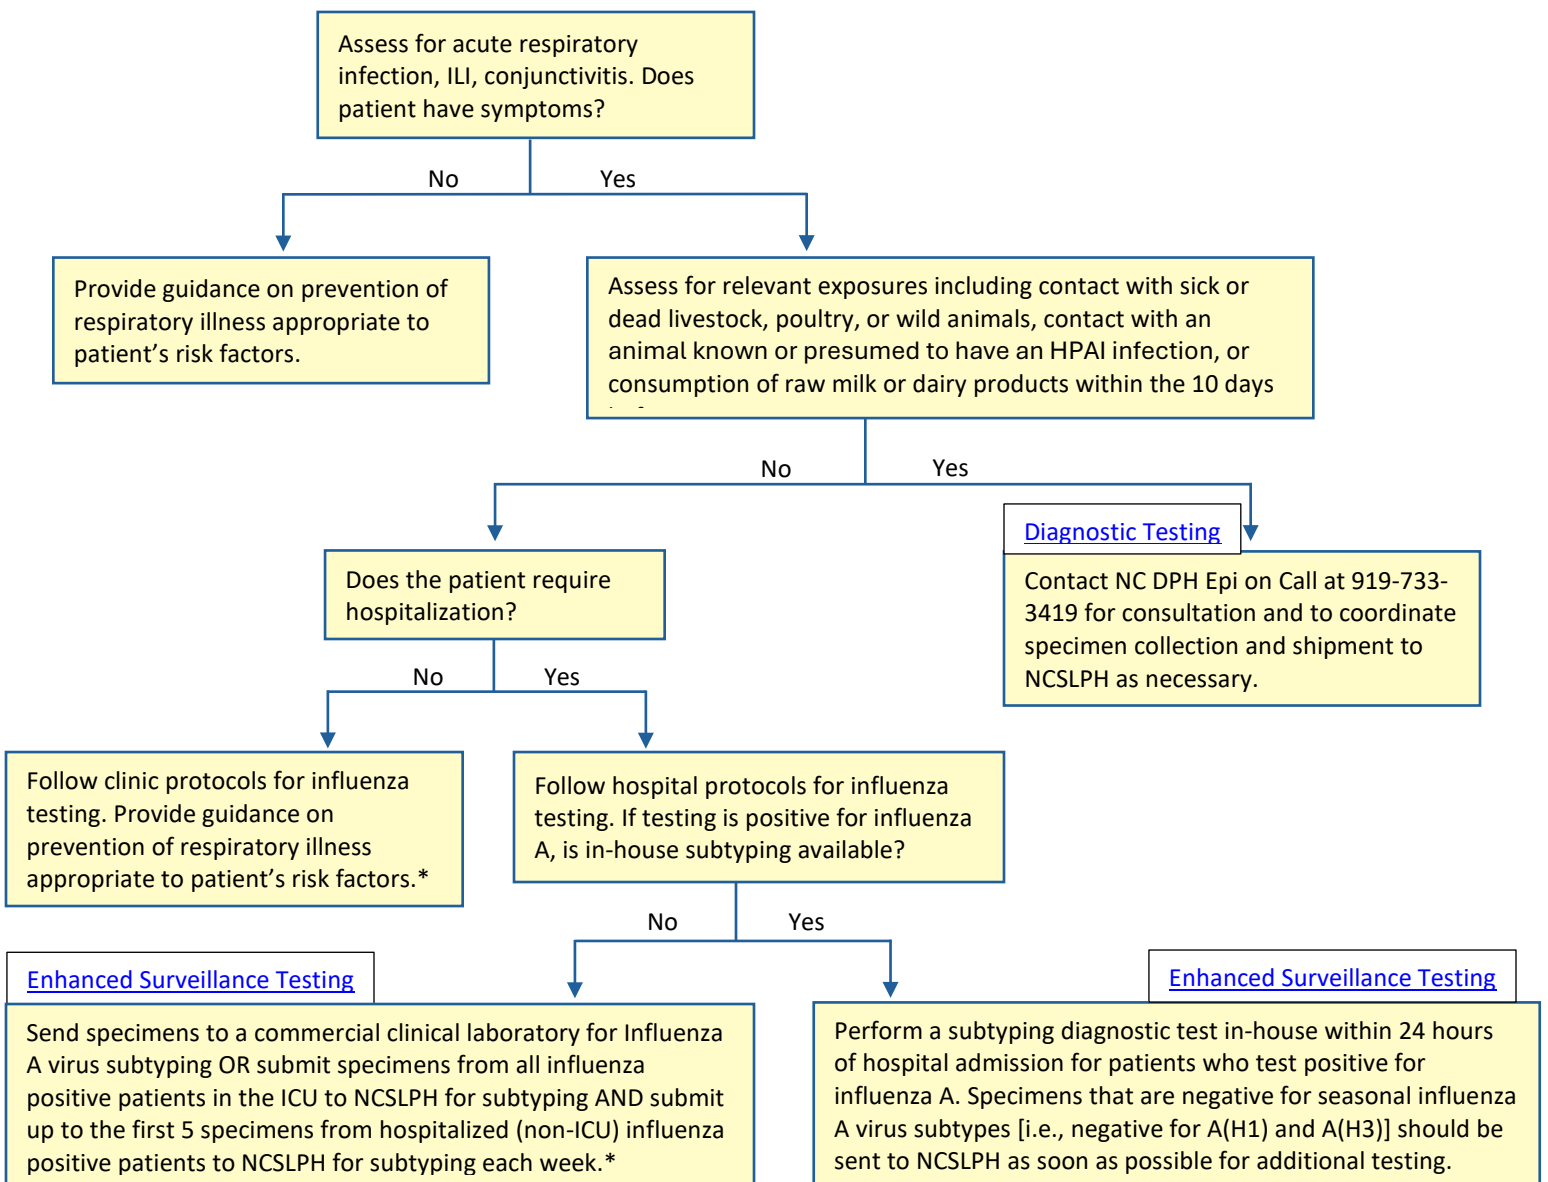 Assess for acute respiratory
infection, ILI, conjunctivitis. Does
patient have symptoms?
No
Yes
Provide guidance on prevention of
respiratory illness appropriate to
patient’s risk factors.
Assess for relevant exposures including contact with sick or
dead livestock, poultry, or wild animals, contact with an
animal known or presumed to have an HPAI infection, or
consumption of raw milk or dairy products within the 10 days
No
Yes
Diagnostic Testing
Contact NC DPH Epi on Call at 919-733-
3419 for consultation and to coordinate
specimen collection and shipment to
NCSLPH as necessary.
Does the patient require
hospitalization?
No
Yes
Follow clinic protocols for influenza
testing. Provide guidance on
prevention of respiratory illness
appropriate to patient’s risk factors.*
Follow hospital protocols for influenza
testing. If testing is positive for influenza
A, is in-house subtyping available?
No
Yes
Enhanced Surveillance Testing
Send specimens to a commercial clinical laboratory for Influenza
A virus subtyping OR submit specimens from all influenza
positive patients in the ICU to NCSLPH for subtyping AND submit
up to the first 5 specimens from hospitalized (non-ICU) influenza
positive patients to NCSLPH for subtyping each week.*
Enhanced Surveillance Testing
Perform a subtyping diagnostic test in-house within 24 hours
of hospital admission for patients who test positive for
influenza A. Specimens that are negative for seasonal influenza
A virus subtypes [i.e., negative for A(H1) and A(H3)] should be
sent to NCSLPH as soon as possible for additional testing.